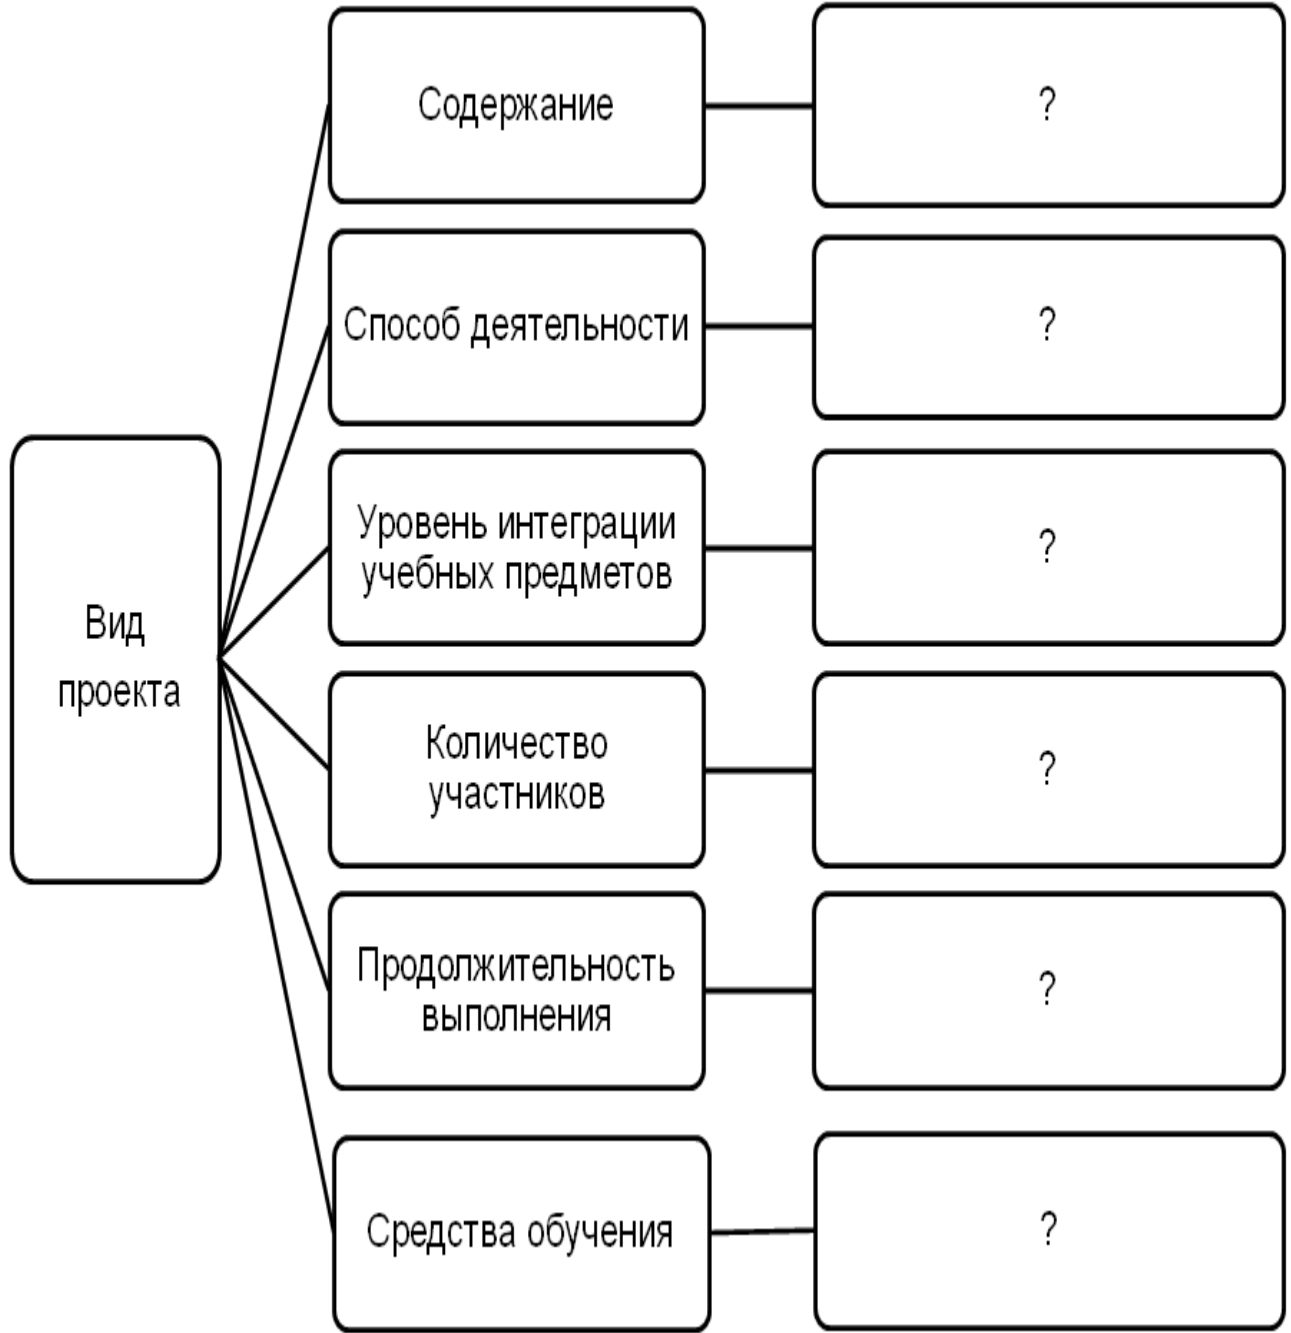 Содержание
?
Способ деятельности
?
Уровень интеграции
учебных предметов
?
Вид
проекта
Количество
участников
?
Продолжительность
выполнения
?
Средства обучения
?